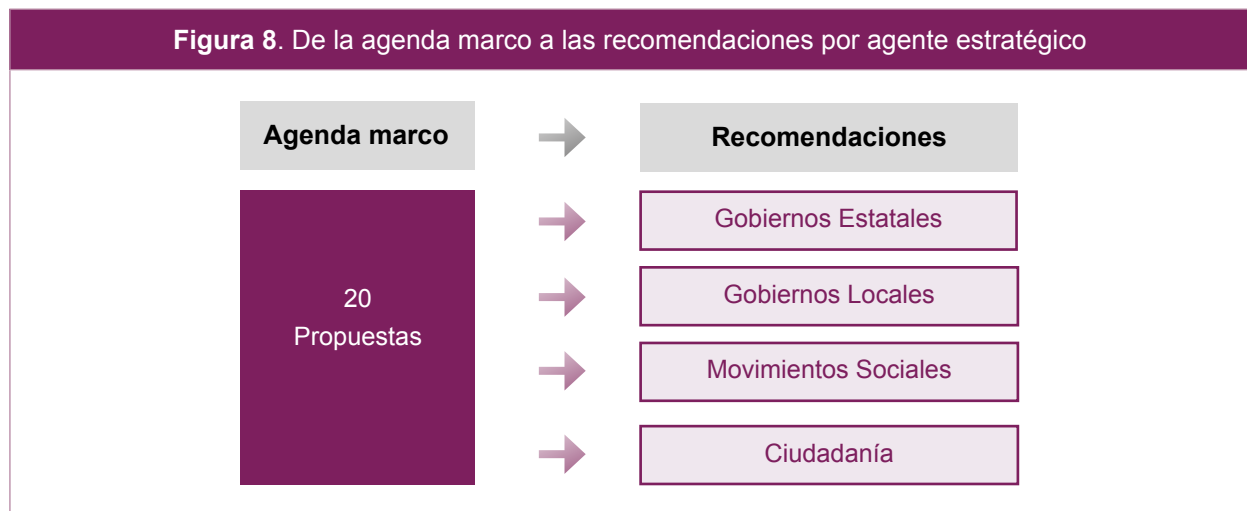 Figura 8. De la agenda marco a las recomendaciones por agente estratégico
Agenda marco
Recomendaciones
20
Propuestas
Gobiernos Estatales
Gobiernos Locales
Movimientos Sociales
Ciudadanía